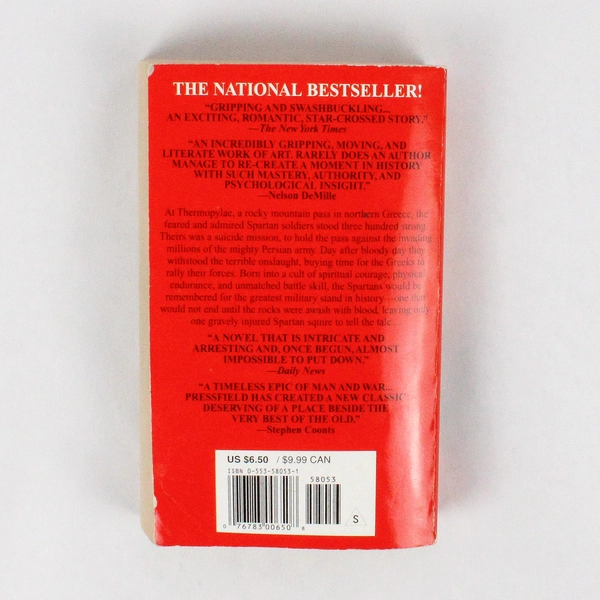 THE NATIONAL BESTSELLER!
“GRIPPING AND SWASHBUCKLING...
AN EXCITING, ROMANTIC, STAR-CROSSED STORY.”
—The New York Times
“AN INCREDIBLY GRIPPING, MOVING, AND
LITERATE WORK OF ART. RARELY DOES AN AUTHOR
MANAGE TO RE-CREATE A MOMENT IN HISTORY
WITH SUCH MASTERY, AUTHORITY, AND
PSYCHOLOGICAL INSIGHT.”
—Nelson DeMille
At Thermopylae, a rocky mountain pass in northern Greece, the
feared and admired Spartan soldiers stood three hundred strong.
Theirs was a suicide mission, to hold the pass against the invading
millions of the mighty Persian army. Day after bloody day they
withstood the terrible onslaught, buying time for the Greeks to
rally their forces. Born into a cult of spiritual courage, physical
endurance, and unmatched battle skill, the Spartans would be
remembered for the greatest military stand in history—one that
would not end until the rocks were awash with blood, leaving only
one gravely injured Spartan squire to tell the tale....
“A NOVEL THAT IS INTRICATE AND
ARRESTING AND, ONCE BEGUN, ALMOST
IMPOSSIBLE TO PUT DOWN.”
—Daily News
“A TIMELESS EPIC OF MAN AND WAR...
PRESSFIELD HAS CREATED A NEW CLASSIC
DESERVING OF A PLACE BESIDE THE
VERY BEST OF THE OLD.”
—Stephen Coonts
US $6.50 / $9.99 CAN
ISBN 0-553-58053-1
58053
S
0 76783 00650 8